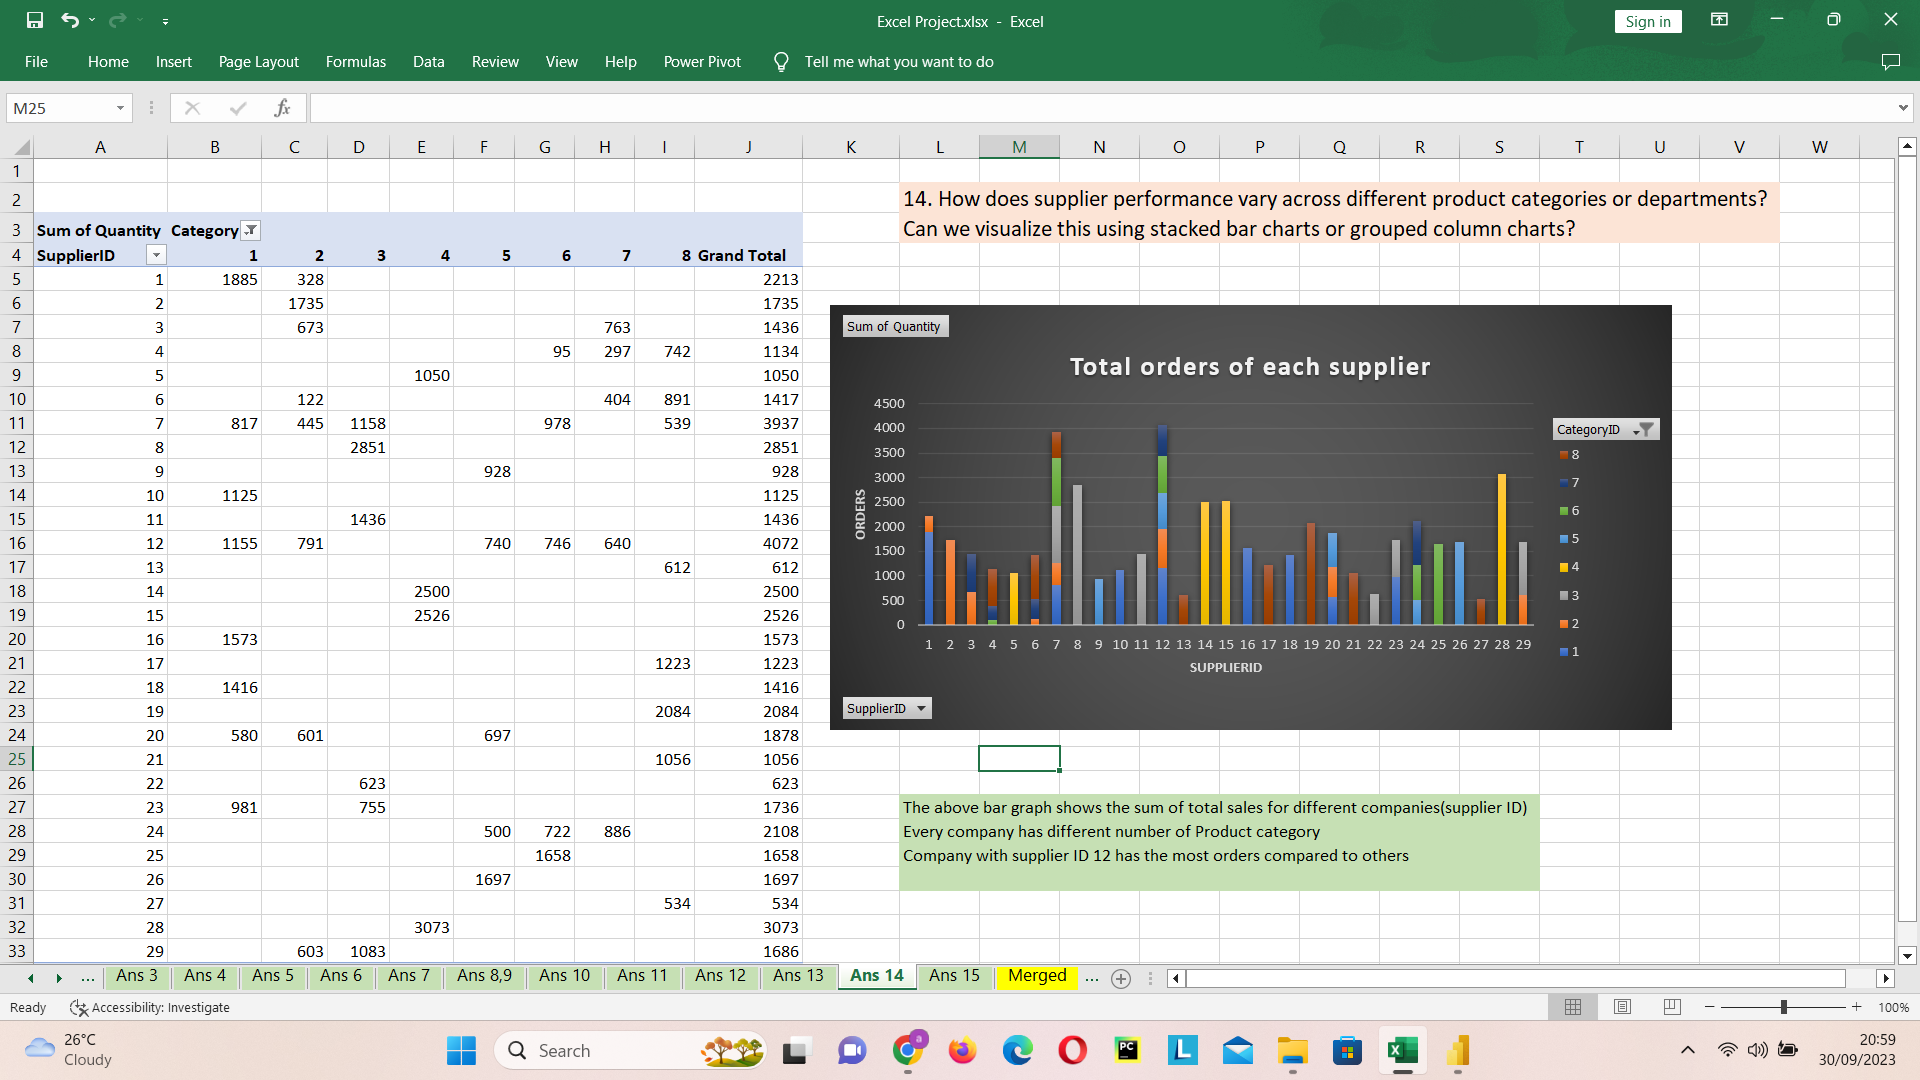 Excel Project.xlsx - Excel
Sign in
File Home Insert Page Layout Formulas Data Review View Help Power Pivot Tell me what you want to do
M25 fx
A B C D E F G H I J K L M N O P Q R S T U V W
1
2
3 Sum of Quantity Category
4 SupplierID 1 2 3 4 5 6 7 8 Grand Total
5 1 1885 328 2213
6 2 1735 1735
7 3 673 763 1436
8 4 95 297 742 1134
9 5 1050 1050
10 6 122 404 891 1417
11 7 817 445 1158 978 539 3937
12 8 2851 2851
13 9 928 928
14 10 1125 1125
15 11 1436 1436
16 12 1155 791 740 746 640 4072
17 13 612 612
18 14 2500 2500
19 15 2526 2526
20 16 1573 1573
21 17 1223 1223
22 18 1416 1416
23 19 2084 2084
24 20 580 601 697 1878
25 21 1056 1056
26 22 623 623
27 23 981 755 1736
28 24 500 722 886 2108
29 25 1658 1658
30 26 1697 1697
31 27 534 534
32 28 3073 3073
33 29 603 1083 1686
14. How does supplier performance vary across different product categories or departments?
Can we visualize this using stacked bar charts or grouped column charts?
Sum of Quantity
Total orders of each supplier
4500
4000
3500
3000
2500
2000
1500
1000
500
0
ORDERS
1 2 3 4 5 6 7 8 9 10 11 12 13 14 15 16 17 18 19 20 21 22 23 24 25 26 27 28 29
SUPPLIERID
CategoryID
8
7
6
5
4
3
2
1
SupplierID
The above bar graph shows the sum of total sales for different companies(supplier ID)
Every company has different number of Product category
Company with supplier ID 12 has the most orders compared to others
... Ans 3 Ans 4 Ans 5 Ans 6 Ans 7 Ans 8,9 Ans 10 Ans 11 Ans 12 Ans 13 Ans 14 Ans 15 Merged ...
Ready Accessibility: Investigate 100%
26°C
Cloudy
Search
a
PC
L
X
20:59
30/09/2023